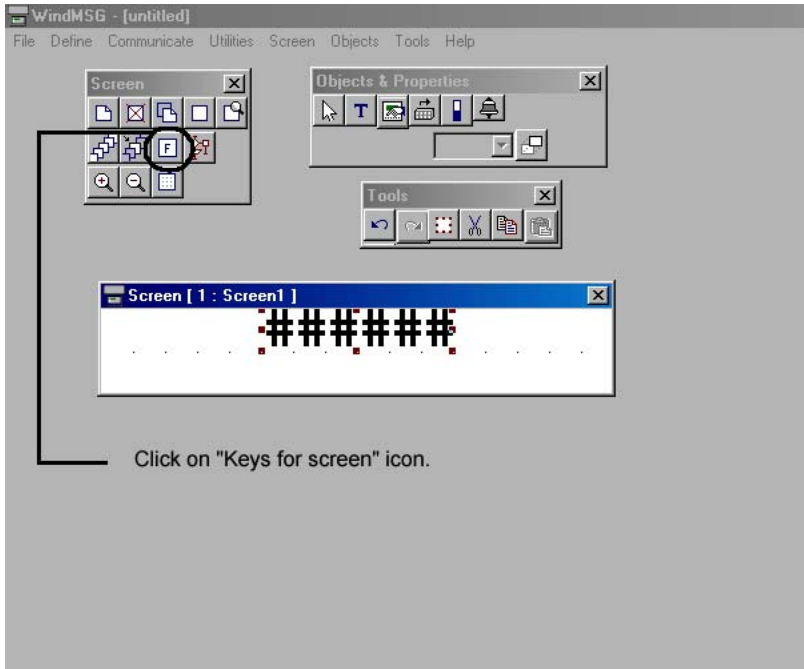 WindMSG - [untitled]
File Define Communicate Utilities Screen Objects Tools Help
Screen
Objects & Properties
T
F
Tools
Screen [ 1 : Screen1 ]
######
Click on "Keys for screen" icon.